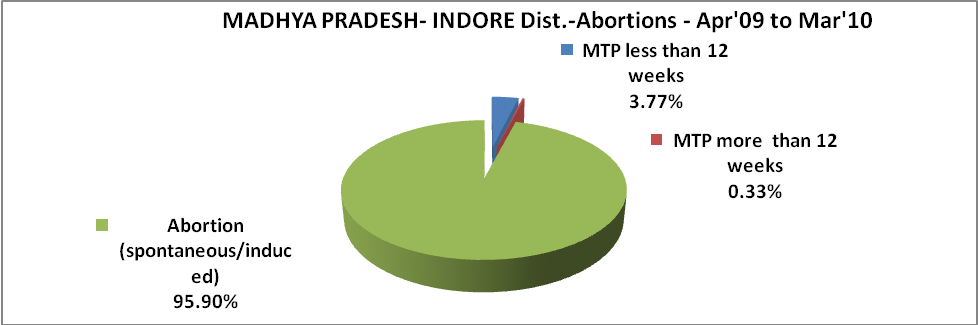 MADHYA PRADESH- INDORE Dist.-Abortions - Apr'09 to Mar'10
MTP less than 12
weeks
3.77%
MTP more  than 12
weeks
0.33%
Abortion
(spontaneous/induc
ed)
95.90%